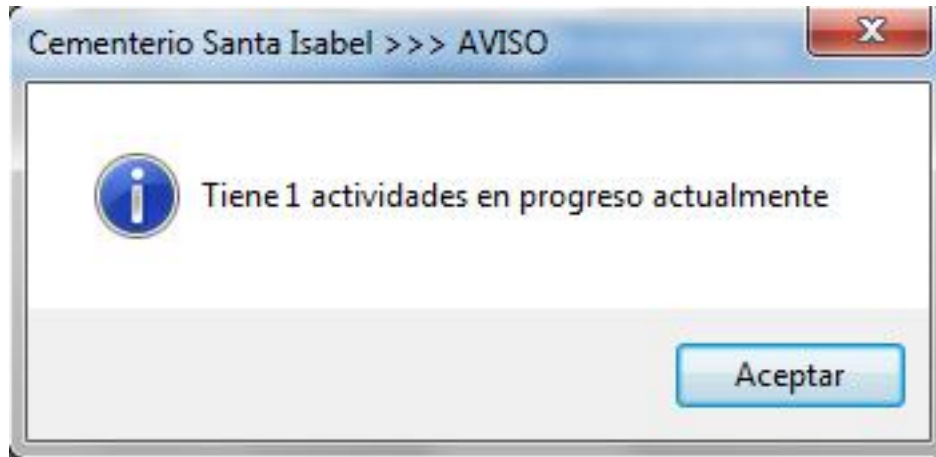 Cementerio Santa Isabel >>> AVISO
Tiene 1 actividades en progreso actualmente
Aceptar